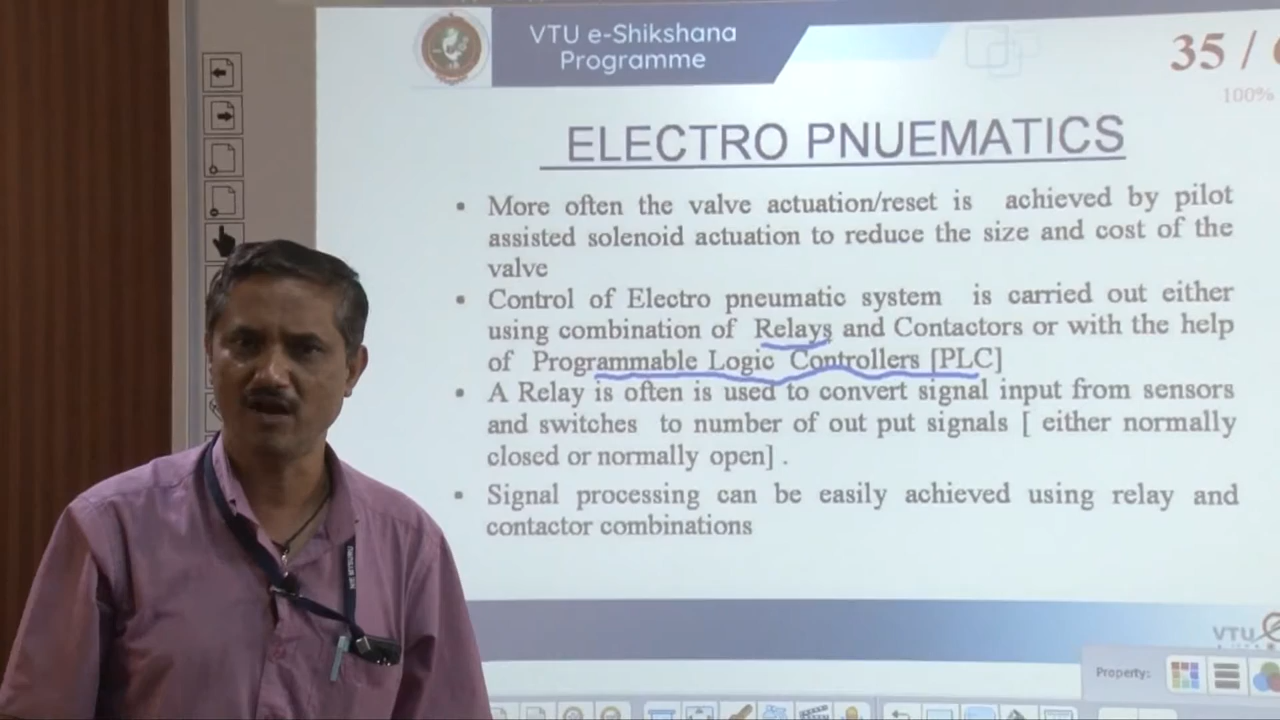 VTU e-Shikshana
Programme
35 /
100%
ELECTRO PNUEMATICS
• More often the valve actuation/reset is achieved by pilot
assisted solenoid actuation to reduce the size and cost of the
valve
• Control of Electro pneumatic system is carried out either
using combination of Relays and Contactors or with the help
of Programmable Logic Controllers [PLC]
• A Relay is often is used to convert signal input from sensors
and switches to number of out put signals [ either normally
closed or normally open] .
• Signal processing can be easily achieved using relay and
contactor combinations
VTU
Property: